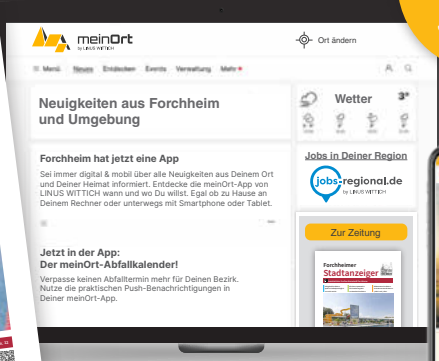 meinOrt
by LINUS WITTICH
Ort ändern
Menü Neues Entdecken Events Verwaltung Mehr
Neuigkeiten aus Forchheim
und Umgebung
Forchheim hat jetzt eine App
Sei immer digital & mobil über alle Neuigkeiten aus Deinem Ort
und Deiner Heimat informiert. Entdecke die meinOrt-App von
LINUS WITTICH wann und wo Du willst. Egal ob zu Hause an
Deinem Rechner oder unterwegs mit Smartphone oder Tablet.
Jetzt in der App:
Der meinOrt-Abfallkalender!
Verpasse keinen Abfalltermin mehr für Deinen Bezirk.
Nutze die praktischen Push-Benachrichtigungen in
Deiner meinOrt-App.
Wetter 3°
Jobs in Deiner Region
jobs-regional.de
by LINUS WITTICH
Zur Zeitung
Forchheimer
Stadtanzeiger